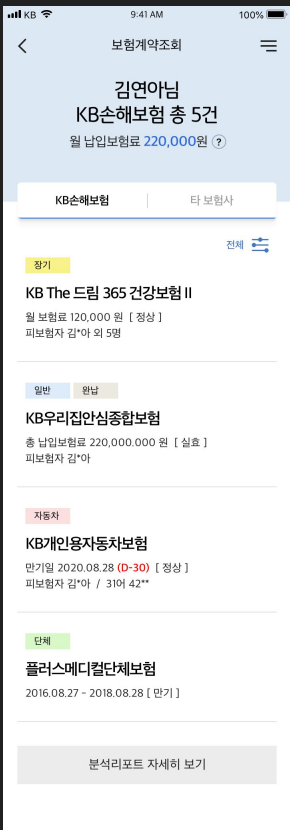 KB 9:41 AM 100%
보험계약조회
김연아님
KB손해보험 총 5건
월 납입보험료 220,000원 ?
KB손해보험 타 보험사
전체
장기
KB The 드림 365 건강보험 II
월 보험료 120,000 원 [ 정상 ]
피보험자 김*아 외 5명
일반 완납
KB우리집안심종합보험
총 납입보험료 220,000.000 원 [ 실효 ]
피보험자 김*아
자동차
KB개인용자동차보험
만기일 2020.08.28 (D-30) [ 정상 ]
피보험자 김*아 / 31어 42**
단체
플러스메디컬단체보험
2016.08.27 - 2018.08.28 [ 만기 ]
분석리포트 자세히 보기